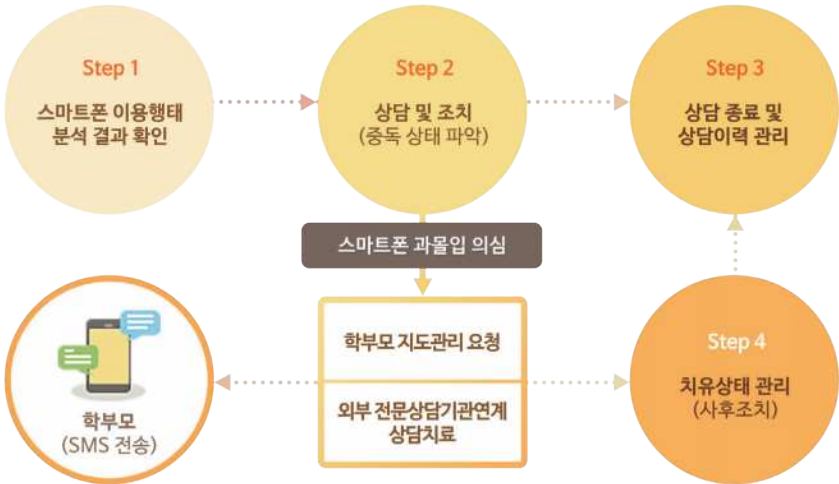 Step 1
스마트폰 이용행태
분석 결과 확인
Step 2
상담 및 조치
(중독 상태 파악)
Step 3
상담 종료 및
상담이력 관리
스마트폰 과몰입 의심
학부모 지도관리 요청
외부 전문상담기관연계
상담치료
학부모
(SMS 전송)
Step 4
치유상태 관리
(사후조치)